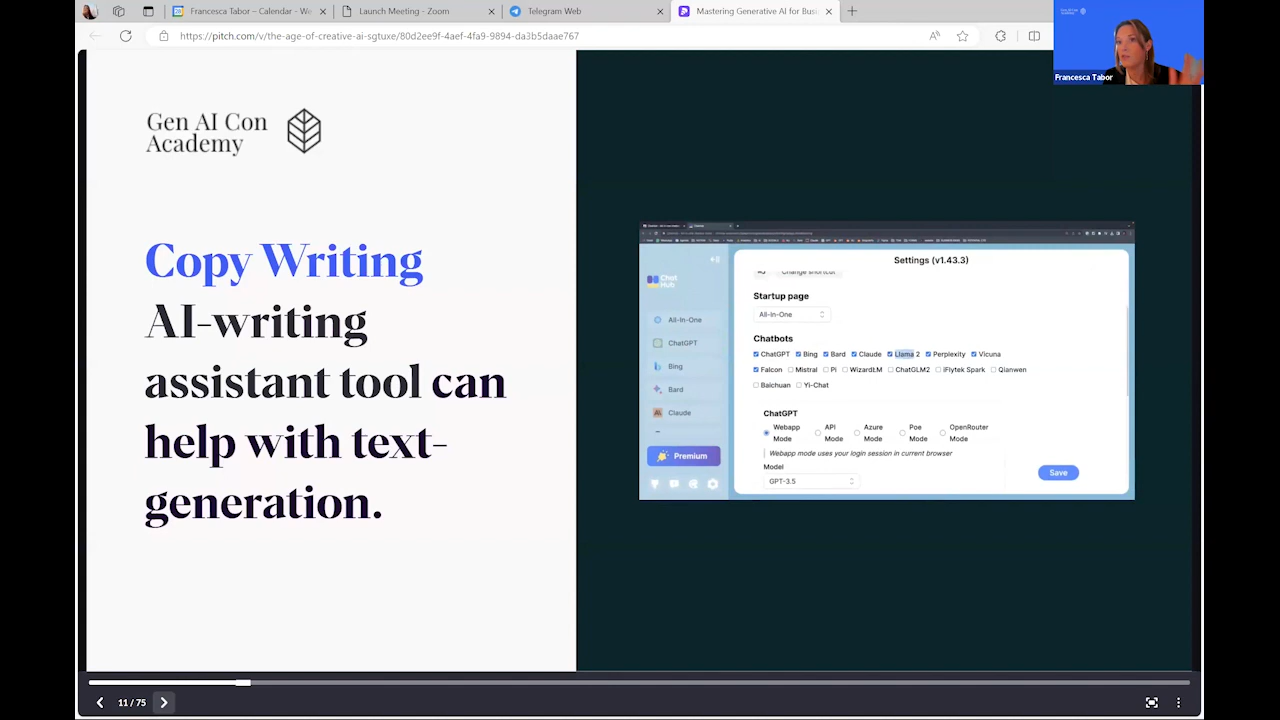 Francesca Tabor – Calendar - We
Launch Meeting - Zoom
Telegram Web
Mastering Generative AI for Busi
https://pitch.com/v/the-age-of-creative-ai-sgtuxe/80d2ee9f-4aef-4fa9-9894-da3b5daae767
Francesca Tabor
Gen AI Con
Academy
Copy Writing
AI-writing
assistant tool can
help with text-
generation.
Chat
Hub
All-In-One
ChatGPT
Bing
Bard
Claude
Premium
Settings (v1.43.3)
Change shortcut
Startup page
All-In-One
Chatbots
ChatGPT Bing Bard Claude Llama 2 Perplexity Vicuna
Falcon Mistral Pi WizardLM ChatGLM2 iFlytek Spark Qianwen
Baichuan Yi-Chat
ChatGPT
Webapp Mode API Mode Azure Mode Poe Mode OpenRouter Mode
Webapp mode uses your login session in current browser
Model
GPT-3.5
Save
11 / 75